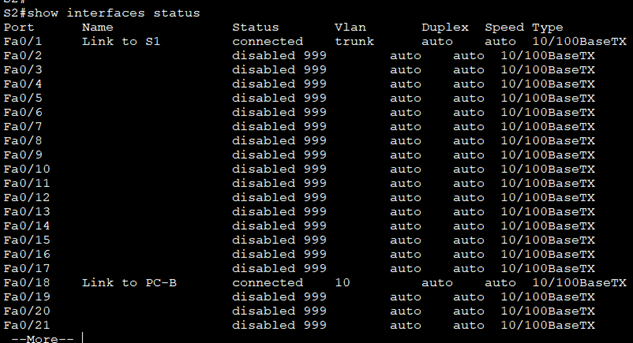 S2#
S2#show interfaces status
Port Name Status Vlan Duplex Speed Type
Fa0/1 Link to S1 connected trunk auto auto 10/100BaseTX
Fa0/2 disabled 999 auto auto 10/100BaseTX
Fa0/3 disabled 999 auto auto 10/100BaseTX
Fa0/4 disabled 999 auto auto 10/100BaseTX
Fa0/5 disabled 999 auto auto 10/100BaseTX
Fa0/6 disabled 999 auto auto 10/100BaseTX
Fa0/7 disabled 999 auto auto 10/100BaseTX
Fa0/8 disabled 999 auto auto 10/100BaseTX
Fa0/9 disabled 999 auto auto 10/100BaseTX
Fa0/10 disabled 999 auto auto 10/100BaseTX
Fa0/11 disabled 999 auto auto 10/100BaseTX
Fa0/12 disabled 999 auto auto 10/100BaseTX
Fa0/13 disabled 999 auto auto 10/100BaseTX
Fa0/14 disabled 999 auto auto 10/100BaseTX
Fa0/15 disabled 999 auto auto 10/100BaseTX
Fa0/16 disabled 999 auto auto 10/100BaseTX
Fa0/17 disabled 999 auto auto 10/100BaseTX
Fa0/18 Link to PC-B connected 10 auto auto 10/100BaseTX
Fa0/19 disabled 999 auto auto 10/100BaseTX
Fa0/20 disabled 999 auto auto 10/100BaseTX
Fa0/21 disabled 999 auto auto 10/100BaseTX
--More--